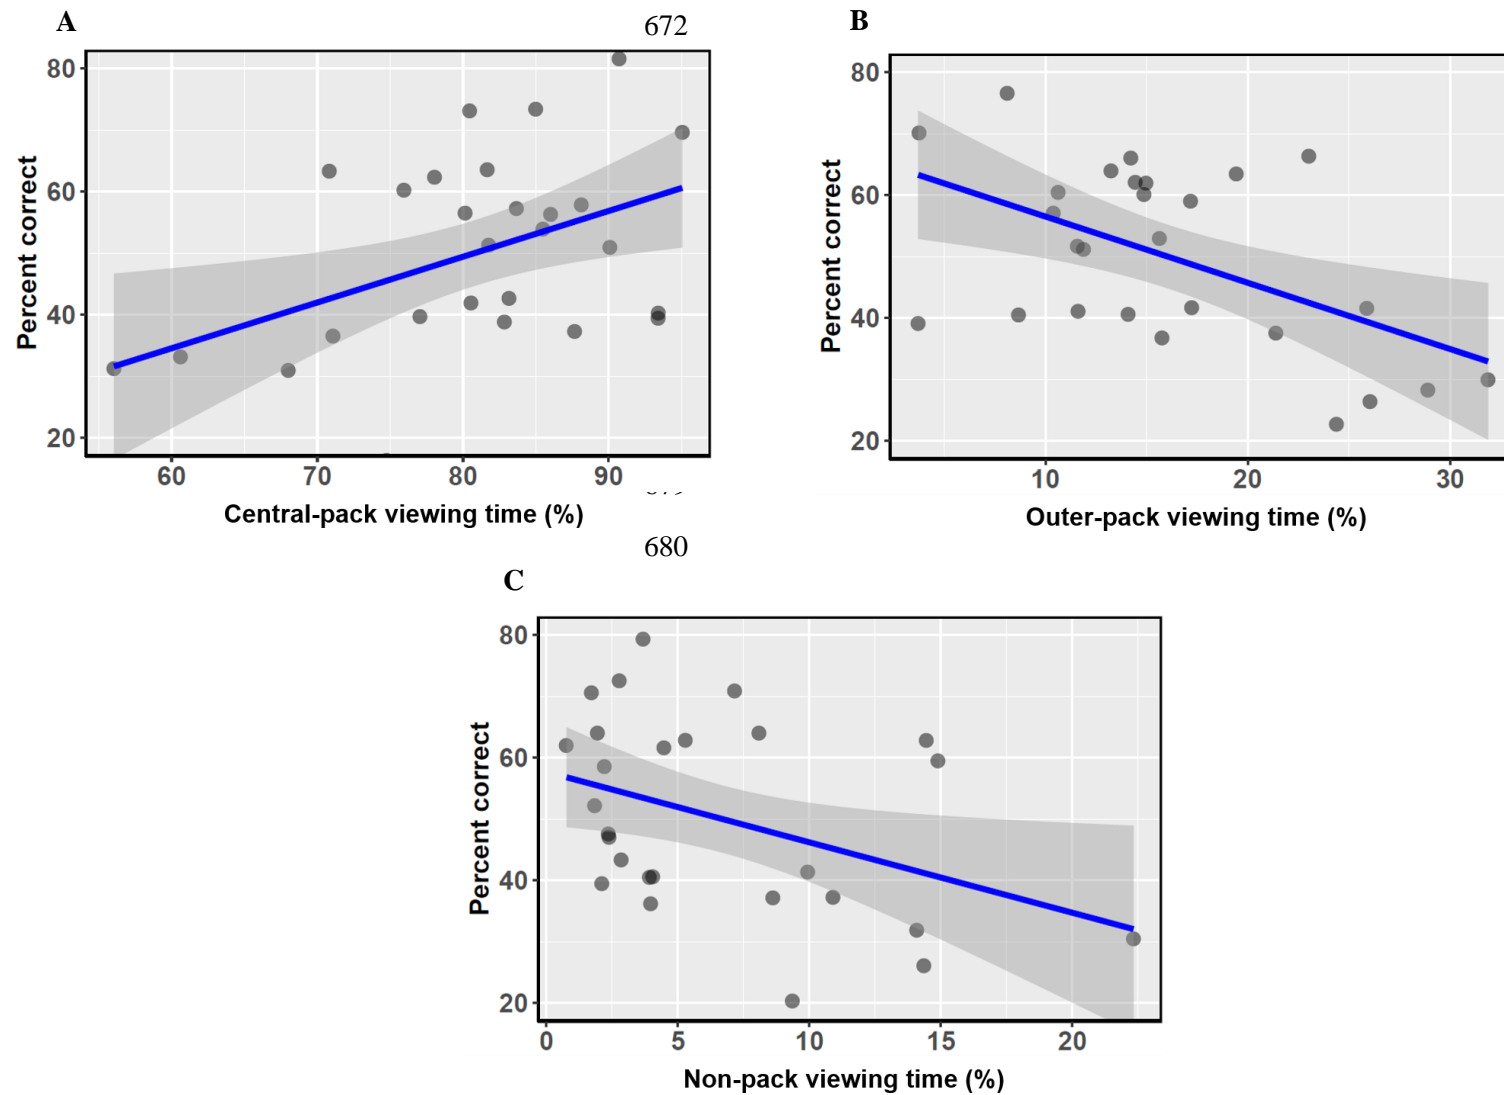 A
672
B
80
60
40
20
Percent correct
60 70 80 90
Central-pack viewing time (%)
80
60
40
20
Percent correct
10 20 30
Outer-pack viewing time (%)
680
C
80
60
40
20
Percent correct
0 5 10 15 20
Non-pack viewing time (%)